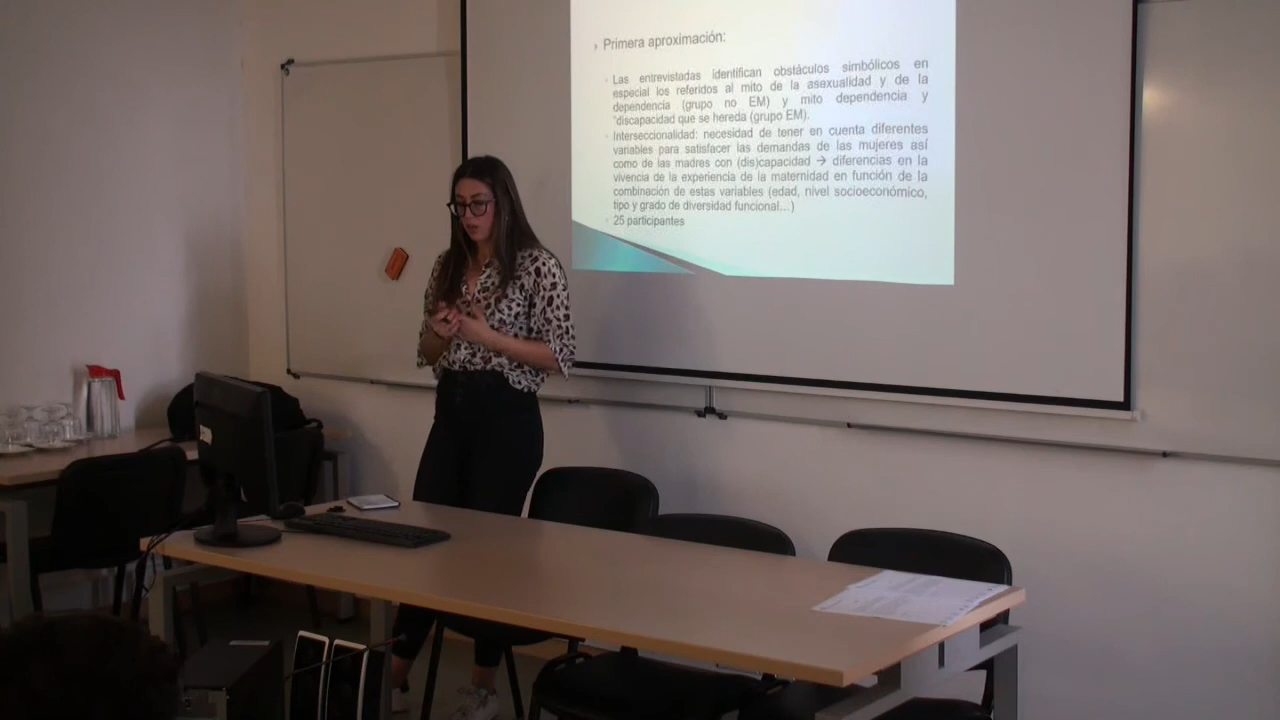 Primera aproximación:
Las entrevistadas identifican obstáculos simbólicos en
especial los referidos al mito de la asexualidad y de la
dependencia (grupo no EM) y mito dependencia y
"discapacidad que se hereda (grupo EM).
Interseccionalidad: necesidad de tener en cuenta diferentes
variables para satisfacer las demandas de las mujeres así
como de las madres con (dis)capacidad → diferencias en la
vivencia de la experiencia de la maternidad en función de la
combinación de estas variables (edad, nivel socioeconómico,
tipo y grado de diversidad funcional...)
25 participantes